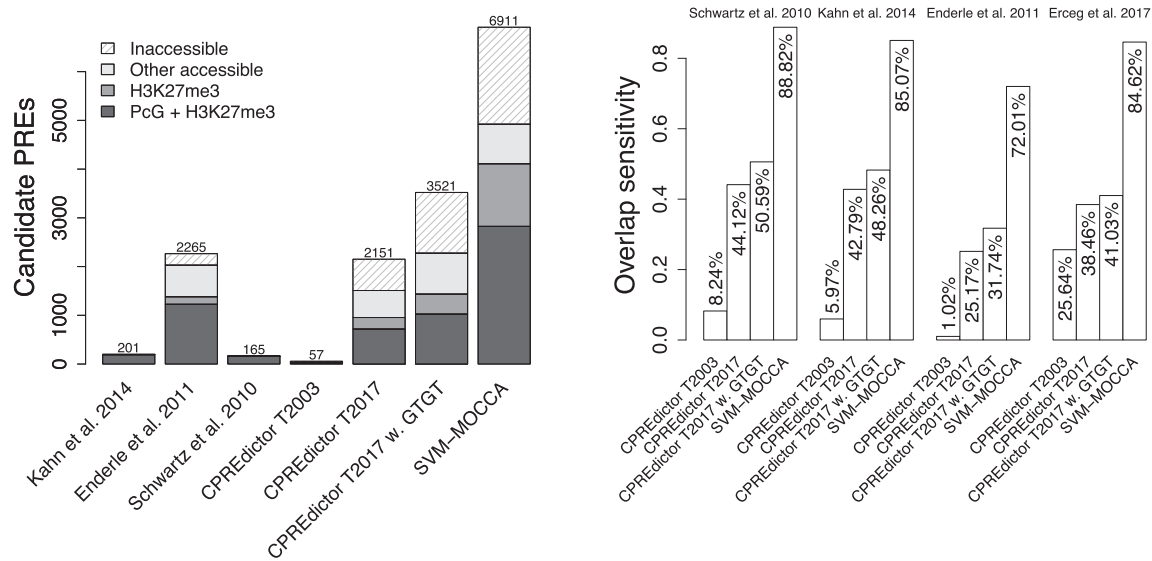 Candidate PREs
0
1000
3000
5000
Inaccessible
Other accessible
H3K27me3
PcG + H3K27me3
201
2265
165
57
2151
3521
6911
Kahn et al. 2014
Enderle et al. 2011
Schwartz et al. 2010
CPREdictor T2003
CPREdictor T2017
CPREdictor T2017 w. GTGT
SVM–MOCCA
Overlap sensitivity
0.0
0.2
0.4
0.6
0.8
Schwartz et al. 2010
8.24%
44.12%
50.59%
88.82%
CPREdictor T2003
CPREdictor T2017
CPREdictor T2017 w. GTGT
SVM–MOCCA
Kahn et al. 2014
5.97%
42.79%
48.26%
85.07%
CPREdictor T2003
CPREdictor T2017
CPREdictor T2017 w. GTGT
SVM–MOCCA
Enderle et al. 2011
1.02%
25.17%
31.74%
72.01%
CPREdictor T2003
CPREdictor T2017
CPREdictor T2017 w. GTGT
SVM–MOCCA
Erceg et al. 2017
25.64%
38.46%
41.03%
84.62%
CPREdictor T2003
CPREdictor T2017
CPREdictor T2017 w. GTGT
SVM–MOCCA